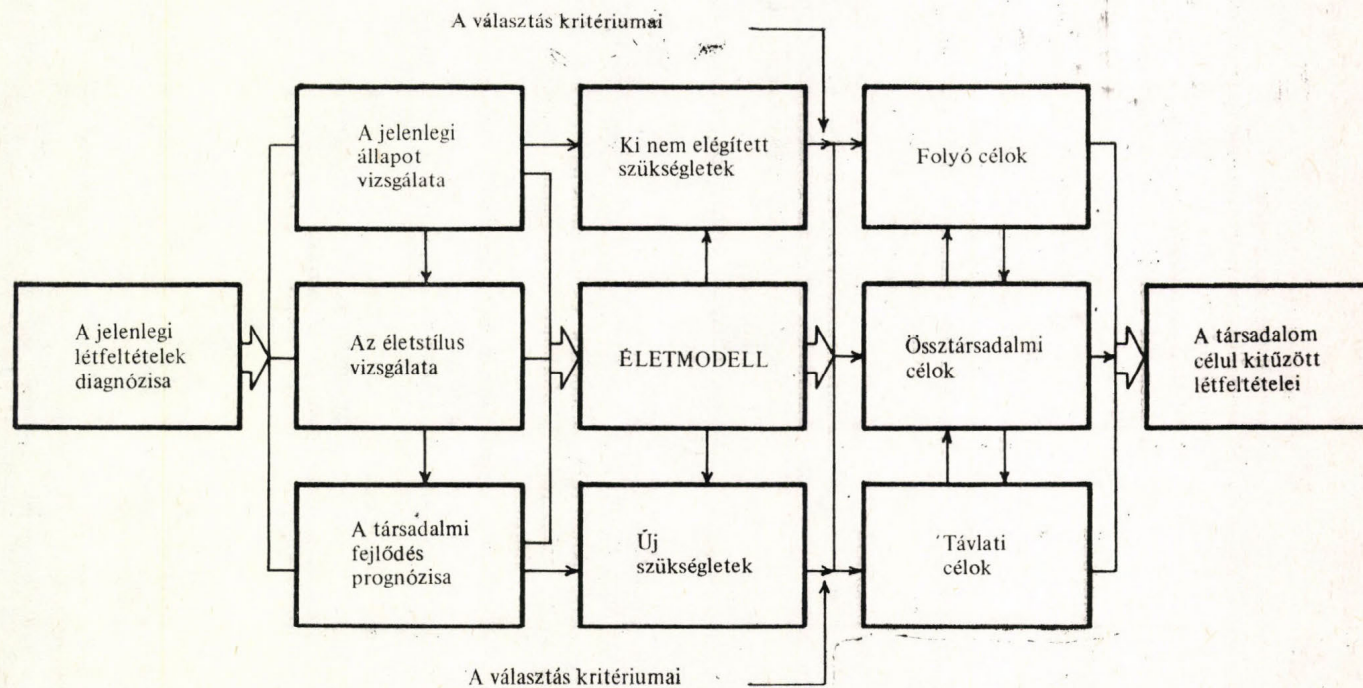 A választás kritériumai
A jelenlegi
állapot
vizsgálata
Ki nem elégített
szükségletek
Folyó célok
A jelenlegi
létfeltételek
diagnózisa
Az életstílus
vizsgálata
ÉLETMODELL
Össztársadalmi
célok
A társadalom
célul kitűzött
létfeltételei
A társadalmi
fejlődés
prognózisa
Új
szükségletek
Távlati
célok
A választás kritériumai